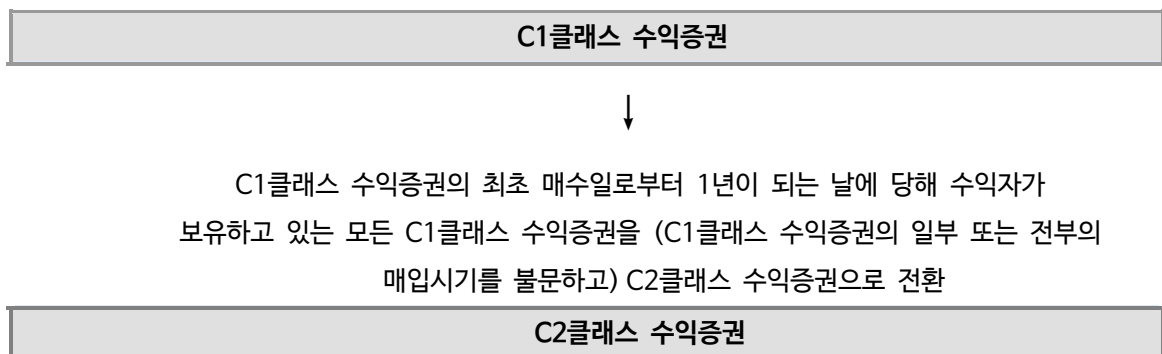 C1클래스 수익증권
↓
C1클래스 수익증권의 최초 매수일로부터 1년이 되는 날에 당해 수익자가
보유하고 있는 모든 C1클래스 수익증권을 (C1클래스 수익증권의 일부 또는 전부의
매입시기를 불문하고) C2클래스 수익증권으로 전환
C2클래스 수익증권